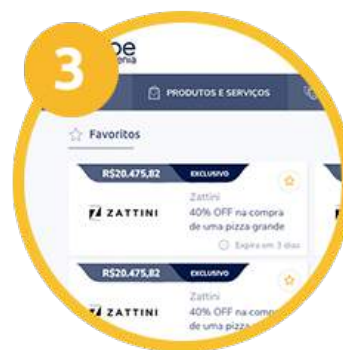 3
PRODUTOS E SERVIÇOS
Favoritos
R$20.475,82 EXCLUSIVO
Zattini
ZATTINI
40% OFF na compra
de uma pizza grande
Expira em 3 dias
R$20.475,82 EXCLUSIVO
Zattini
ZATTINI
40% OFF na compra
de uma pizza